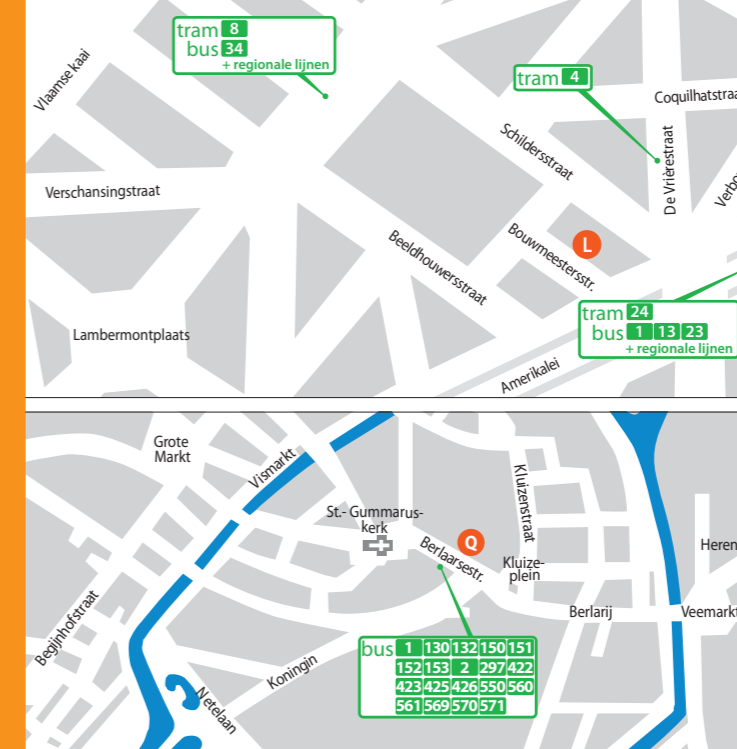 tram 8
bus 34
+ regionale lijnen
Vlaamse kaai
tram 4
Coquilhatstraa
Schildersstraat
De Vrièrestraat
Verbo
Verschansingstraat
Beeldhouwersstraat
Bouwmeestersstr.
L
tram 24
bus 1 13 23
+ regionale lijnen
Lambermontplaats
Amerikalei
Grote
Markt
Vismarkt
Kluizenstraat
St.- Gummarus-
kerk
Q
Berlaarsestr.
Kluize-
plein
Heren
Begijnhofstraat
Berlarij
Veemarkt
bus 1 130 132 150 151
152 153 2 297 422
423 425 426 550 560
561 569 570 571
Koningin
Netelaan